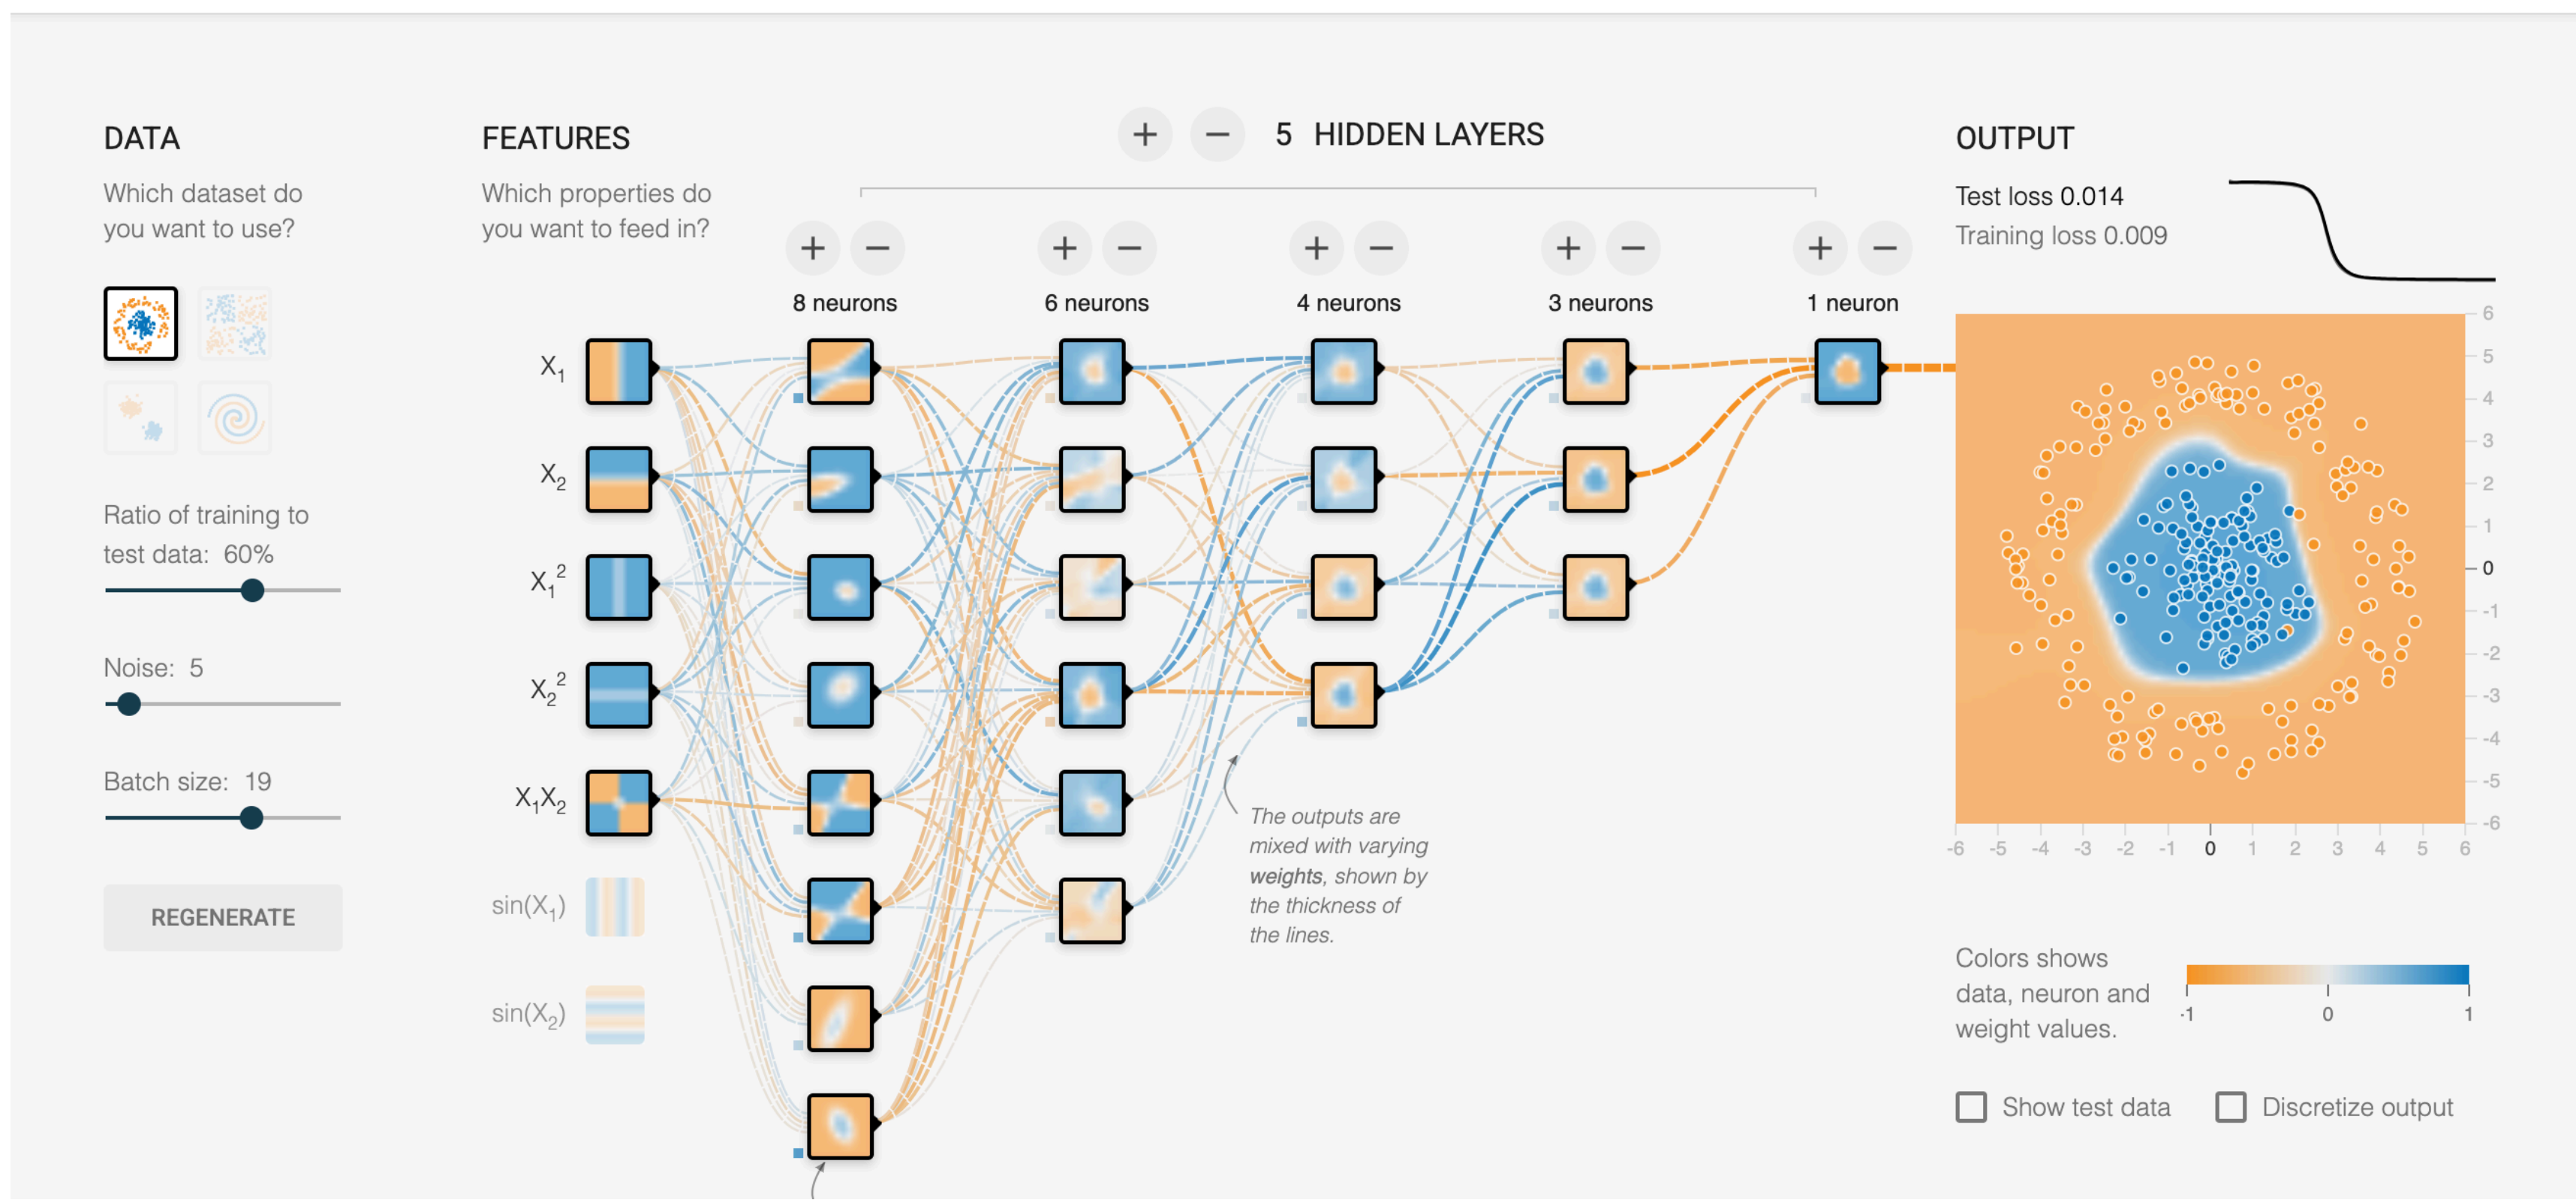 DATA
Which dataset do
you want to use?
Ratio of training to
test data: 60%
Noise: 5
Batch size: 19
REGENERATE
FEATURES
Which properties do
you want to feed in?
X₁
X₂
X₁²
X₂²
X₁X₂
sin(X₁)
sin(X₂)
+ − 5 HIDDEN LAYERS
+ − + − + − + − + −
8 neurons 6 neurons 4 neurons 3 neurons 1 neuron
The outputs are
mixed with varying
weights, shown by
the thickness of
the lines.
OUTPUT
Test loss 0.014
Training loss 0.009
6
5
4
3
2
1
0
-1
-2
-3
-4
-5
-6
-6 -5 -4 -3 -2 -1 0 1 2 3 4 5 6
Colors shows
data, neuron and
weight values.
-1 0 1
Show test data Discretize output